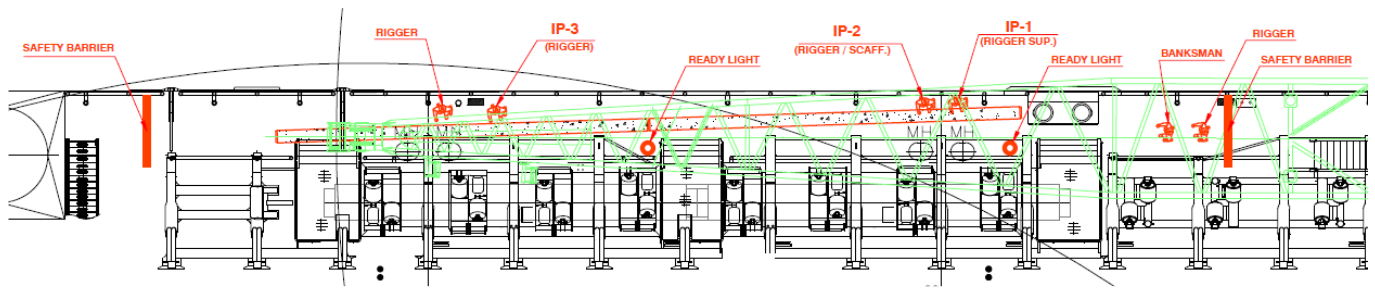 SAFETY BARRIER
RIGGER
IP-3
(RIGGER)
READY LIGHT
IP-2
(RIGGER / SCAFF.)
IP-1
(RIGGER SUP.)
READY LIGHT
BANKSMAN
RIGGER
SAFETY BARRIER
MH MH
MH MH